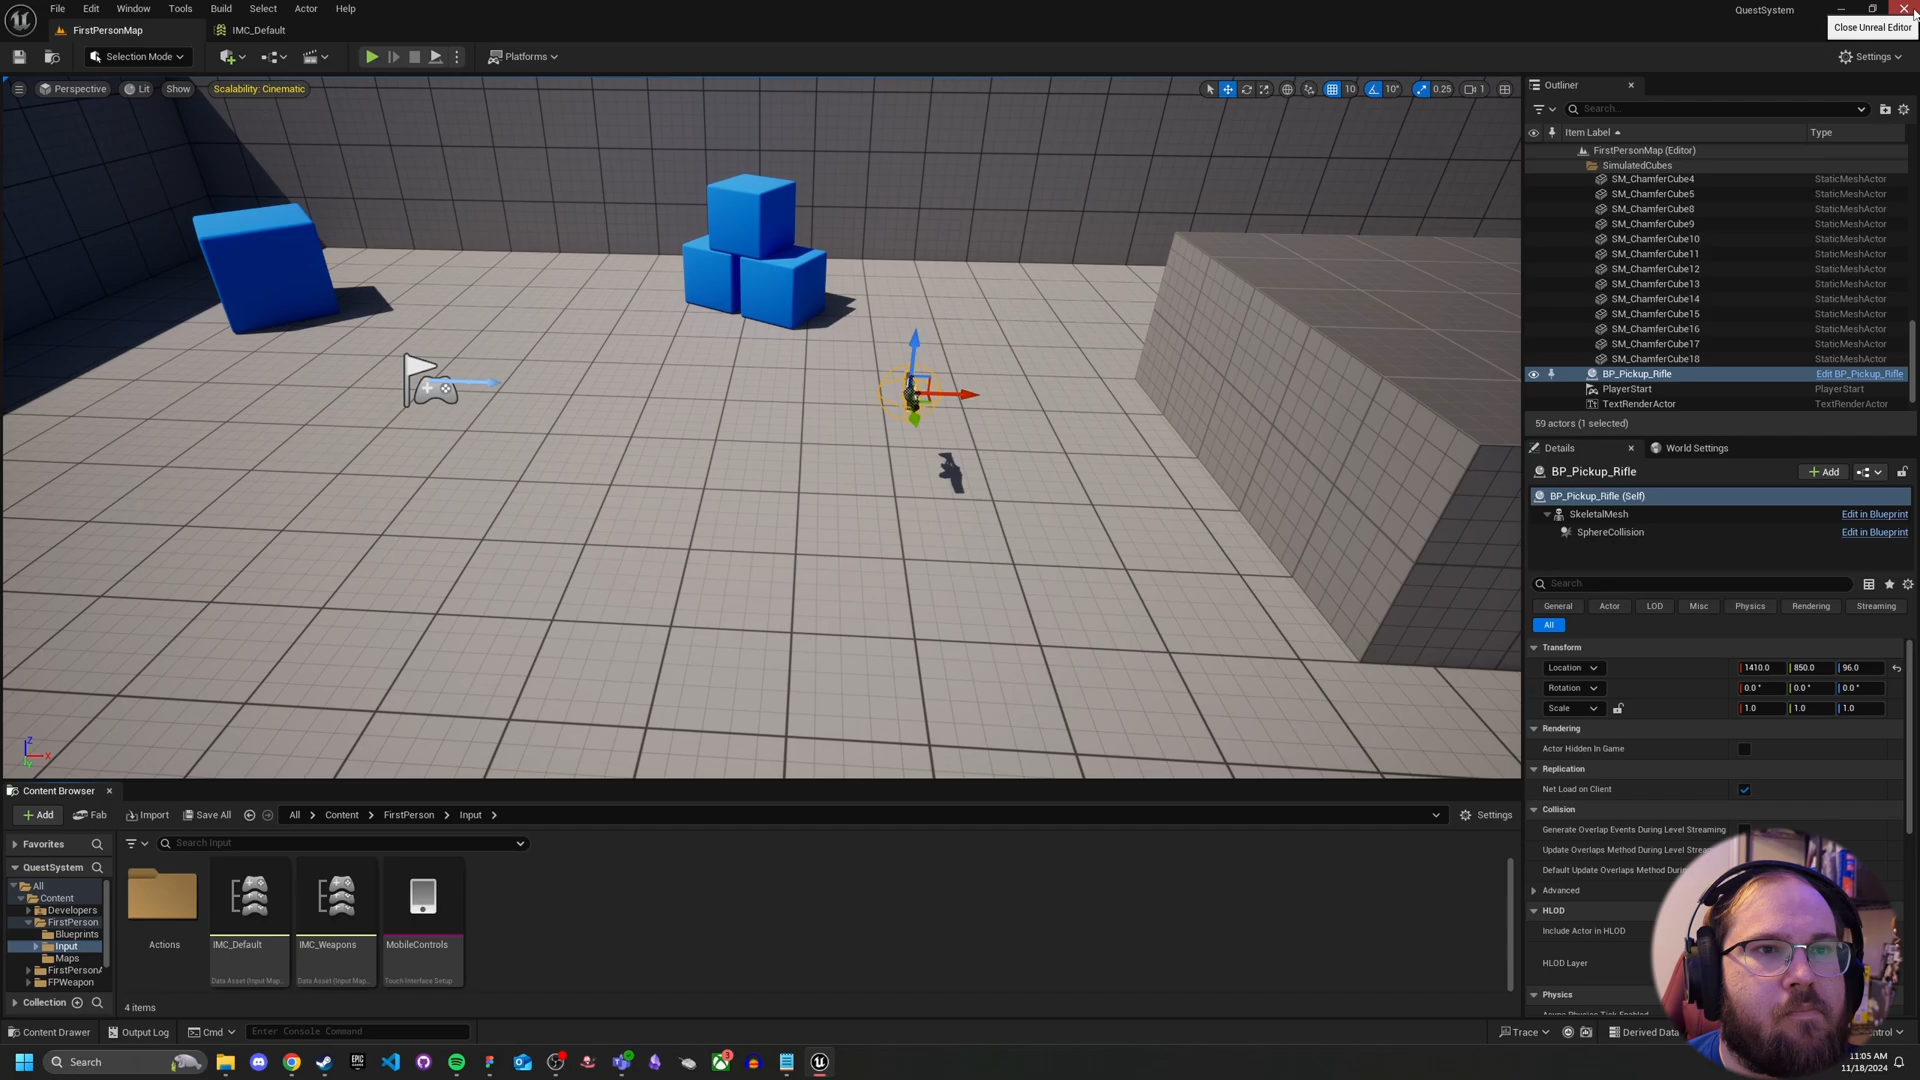 File Edit Window Tools Build Select Actor Help
QuestSystem
Close Unreal Editor
FirstPersonMap
IMC_Default
Selection Mode
Platforms
Settings
Perspective
Lit
Show
Scalability: Cinematic
10
10°
0.25
1
Outliner
Search...
Item Label
Type
FirstPersonMap (Editor)
SimulatedCubes
SM_ChamferCube4 StaticMeshActor
SM_ChamferCube5 StaticMeshActor
SM_ChamferCube8 StaticMeshActor
SM_ChamferCube9 StaticMeshActor
SM_ChamferCube10 StaticMeshActor
SM_ChamferCube11 StaticMeshActor
SM_ChamferCube12 StaticMeshActor
SM_ChamferCube13 StaticMeshActor
SM_ChamferCube14 StaticMeshActor
SM_ChamferCube15 StaticMeshActor
SM_ChamferCube16 StaticMeshActor
SM_ChamferCube17 StaticMeshActor
SM_ChamferCube18 StaticMeshActor
BP_Pickup_Rifle Edit BP_Pickup_Rifle
PlayerStart PlayerStart
TextRenderActor TextRenderActor
59 actors (1 selected)
Details
World Settings
BP_Pickup_Rifle
Add
BP_Pickup_Rifle (Self)
SkeletalMesh Edit in Blueprint
SphereCollision Edit in Blueprint
Search
General Actor LOD Misc Physics Rendering Streaming
All
Transform
Location 1410.0 850.0 96.0
Rotation 0.0° 0.0° 0.0°
Scale 1.0 1.0 1.0
Rendering
Actor Hidden In Game
Replication
Net Load on Client
Collision
Generate Overlap Events During Level Streaming
Update Overlaps Method During Level Strea
Default Update Overlaps Method Duri
Advanced
HLOD
Include Actor in HLOD
HLOD Layer
Physics
Z
X
Y
Content Browser
Add
Fab
Import
Save All
All
Content
FirstPerson
Input
Settings
Favorites
QuestSystem
All
Content
Developers
FirstPerson
Blueprints
Input
Maps
FirstPersonA
FPWeapon
Collection
Search Input
Actions
IMC_Default
Data Asset (Input Map...
IMC_Weapons
Data Asset (Input Map...
MobileControls
Touch Interface Setup
4 items
Content Drawer
Output Log
Cmd
Enter Console Command
Trace
Derived Data
Search
EPIC
3
11:05 AM
11/18/2024